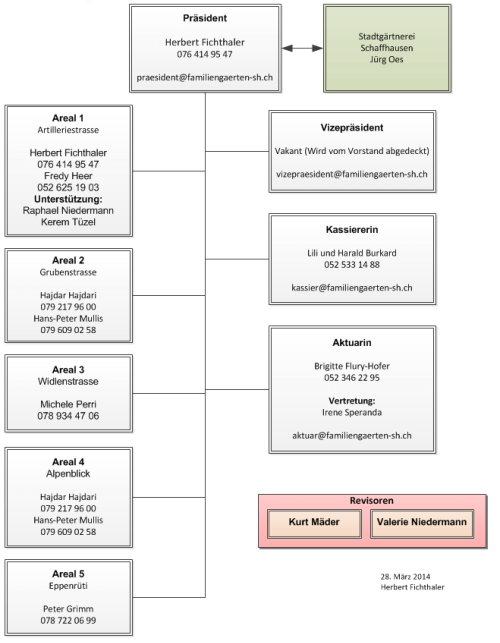 Präsident
Herbert Fichthaler
076 414 95 47
praesident@familiengaerten-sh.ch
Stadtgärtnerei
Schaffhausen
Jürg Oes
Areal 1
Artilleriestrasse
Herbert Fichthaler
076 414 95 47
Fredy Heer
052 625 19 03
Unterstützung:
Raphael Niedermann
Kerem Tüzel
Vizepräsident
Vakant (Wird vom Vorstand abgedeckt)
vizepraesident@familiengaerten-sh.ch
Kassiererin
Lili und Harald Burkard
052 533 14 88
kassier@familiengaerten-sh.ch
Areal 2
Grubenstrasse
Hajdar Hajdari
079 217 96 00
Hans-Peter Mullis
079 609 02 58
Aktuarin
Brigitte Flury-Hofer
052 346 22 95
Vertretung:
Irene Speranda
aktuar@familiengaerten-sh.ch
Areal 3
Widlenstrasse
Michele Perri
078 934 47 06
Areal 4
Alpenblick
Hajdar Hajdari
079 217 96 00
Hans-Peter Mullis
079 609 02 58
Revisoren
Kurt Mäder
Valerie Niedermann
Areal 5
Eppenrüti
Peter Grimm
078 722 06 99
28. März 2014
Herbert Fichthaler